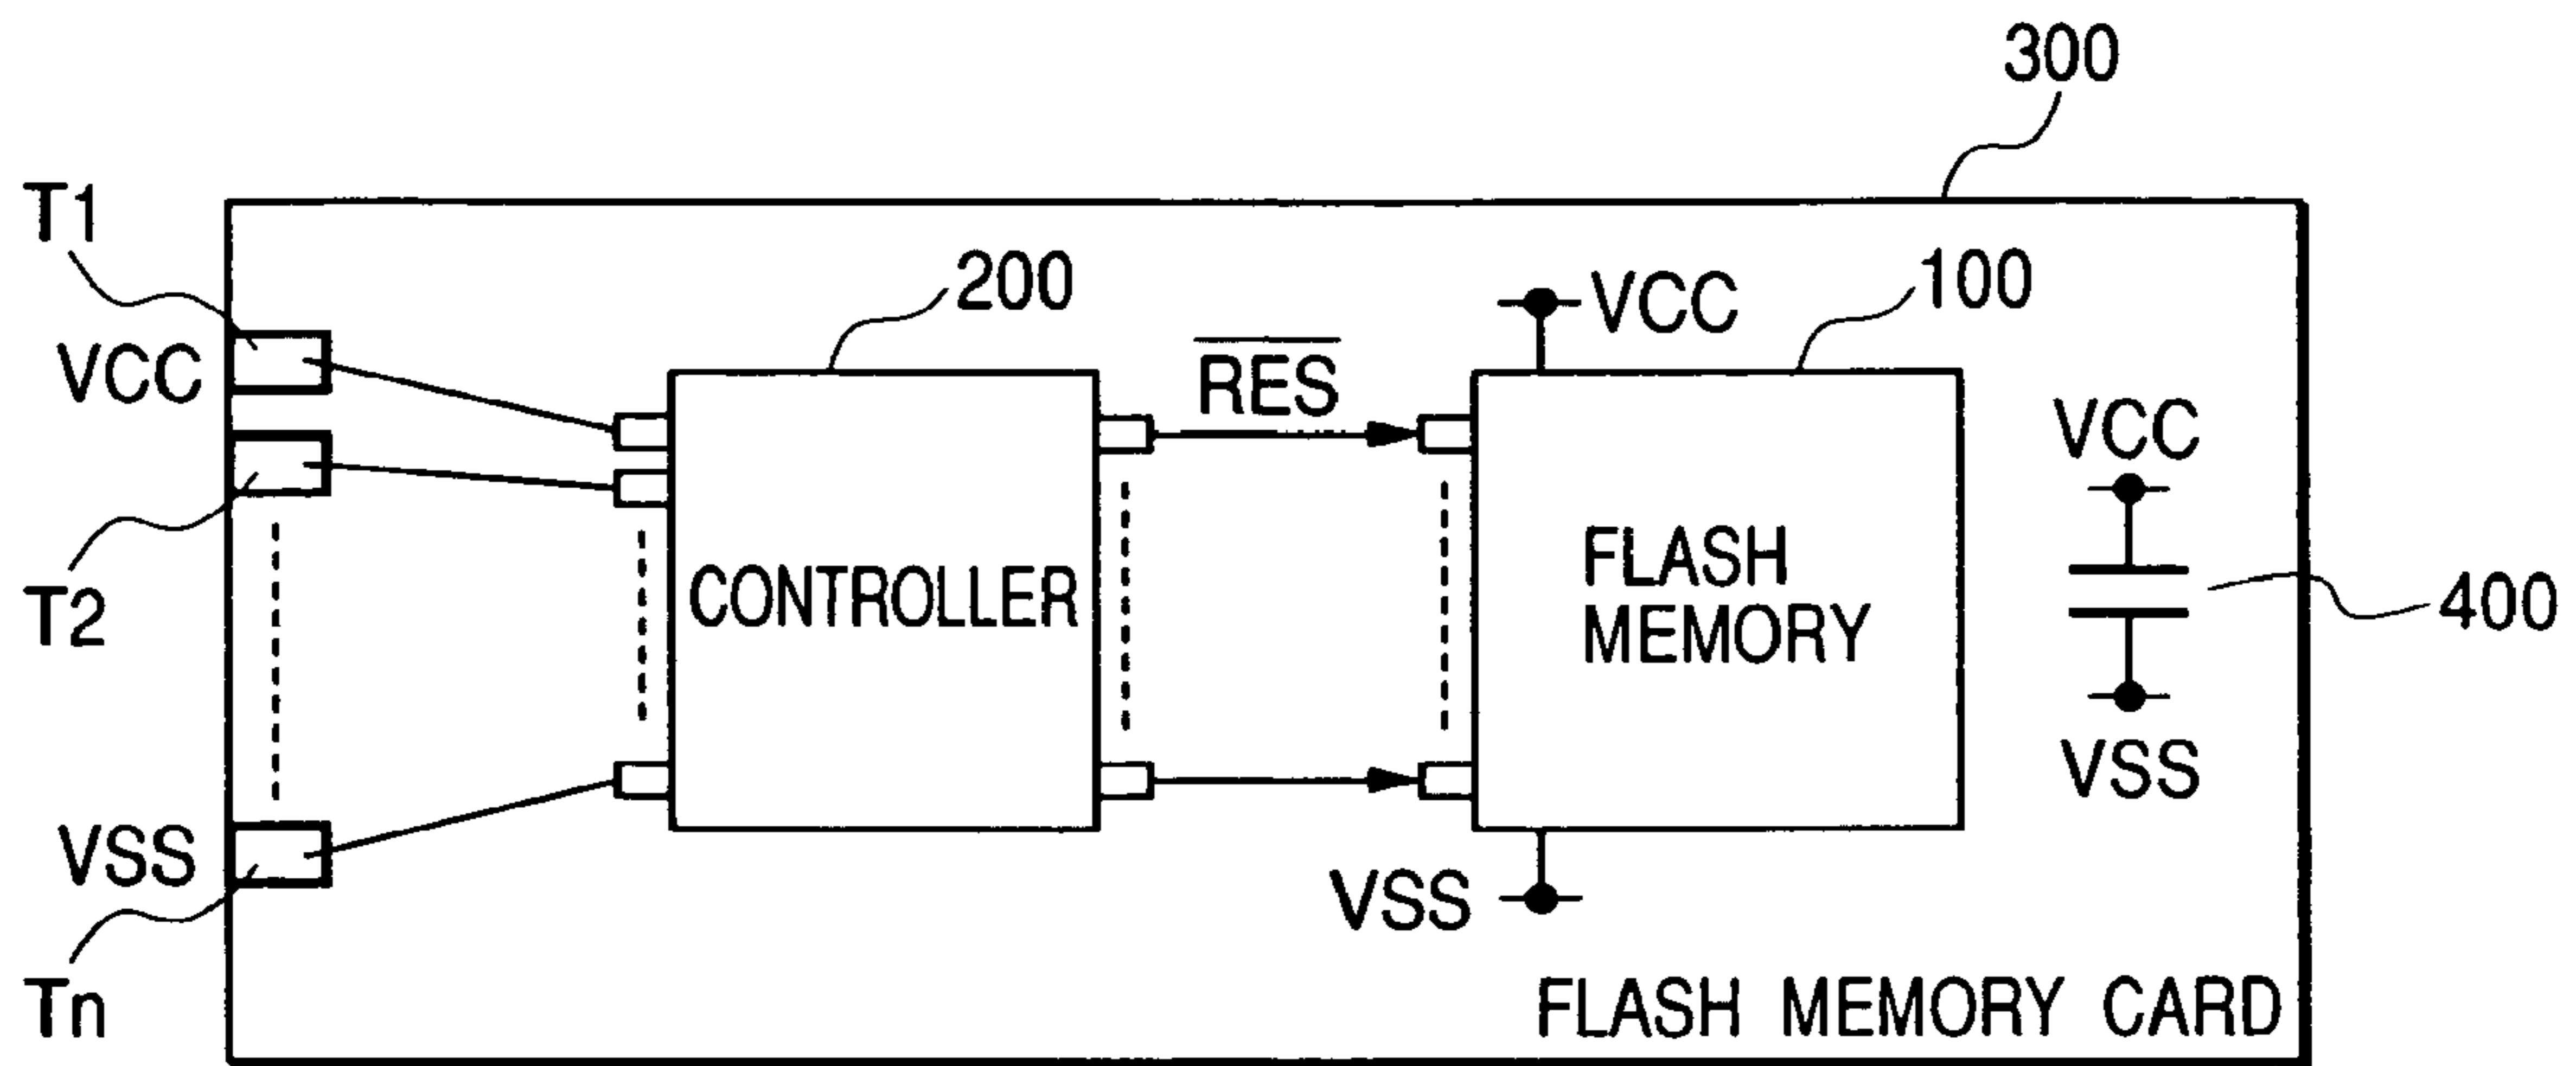 300
T1
200
100
VCC
VCC
RES
VCC
CONTROLLER
FLASH
MEMORY
T2
400
VSS
VSS
VSS
Tn
FLASH MEMORY CARD